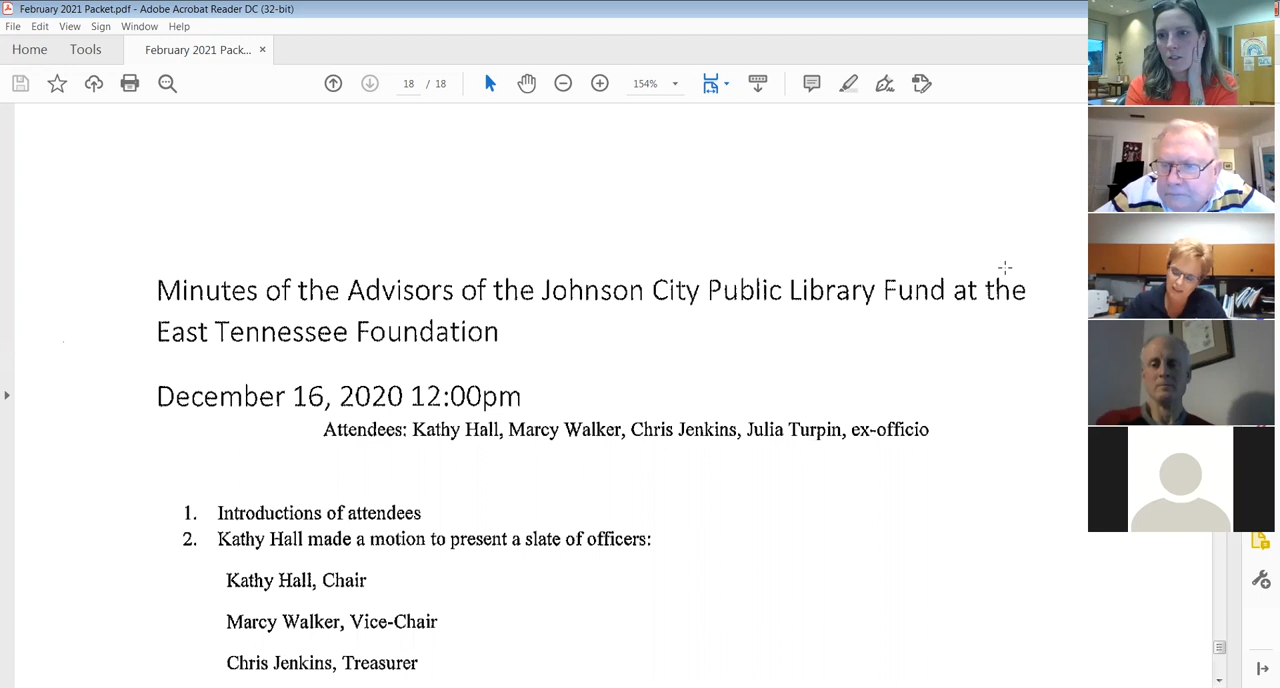 February 2021 Packet.pdf - Adobe Acrobat Reader DC (32-bit)
File Edit View Sign Window Help
Home Tools February 2021 Pack... ×
18 / 18 154%
Minutes of the Advisors of the Johnson City Public Library Fund at the
East Tennessee Foundation
December 16, 2020 12:00pm
Attendees: Kathy Hall, Marcy Walker, Chris Jenkins, Julia Turpin, ex-officio
1. Introductions of attendees
2. Kathy Hall made a motion to present a slate of officers:
Kathy Hall, Chair
Marcy Walker, Vice-Chair
Chris Jenkins, Treasurer